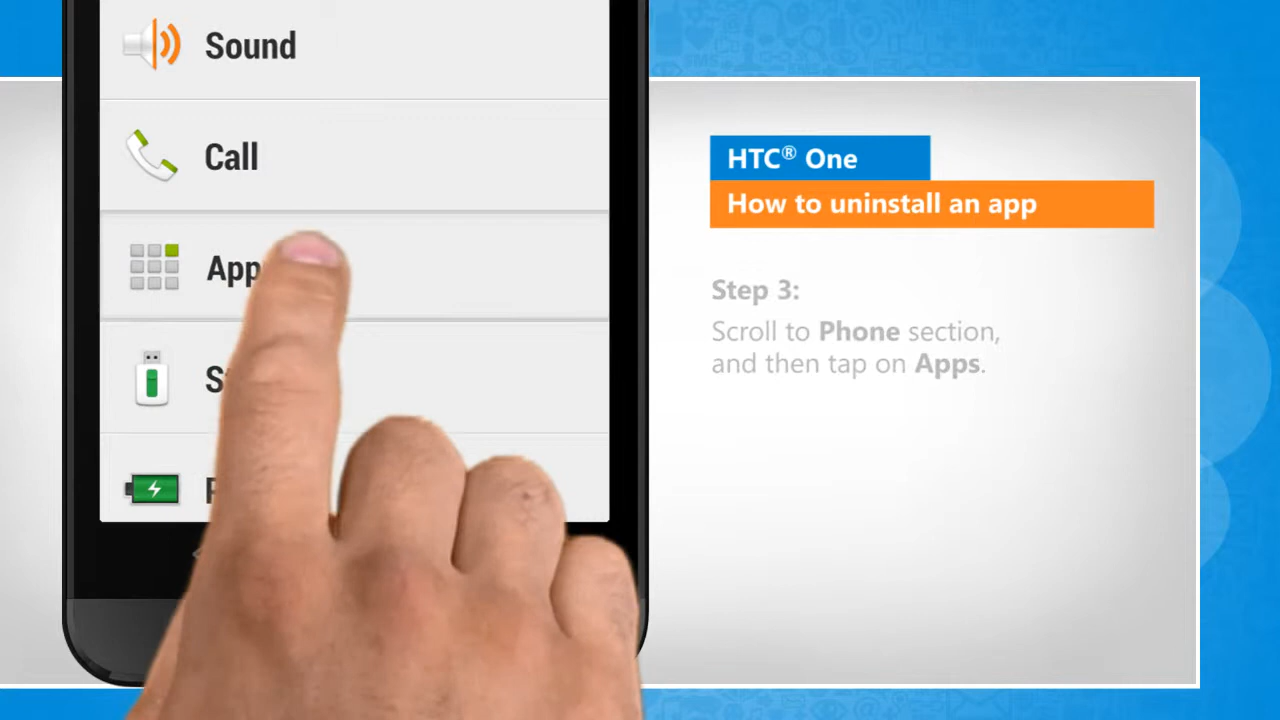 Sound
Call
App
HTC® One
How to uninstall an app
Step 3:
Scroll to Phone section,
and then tap on Apps.